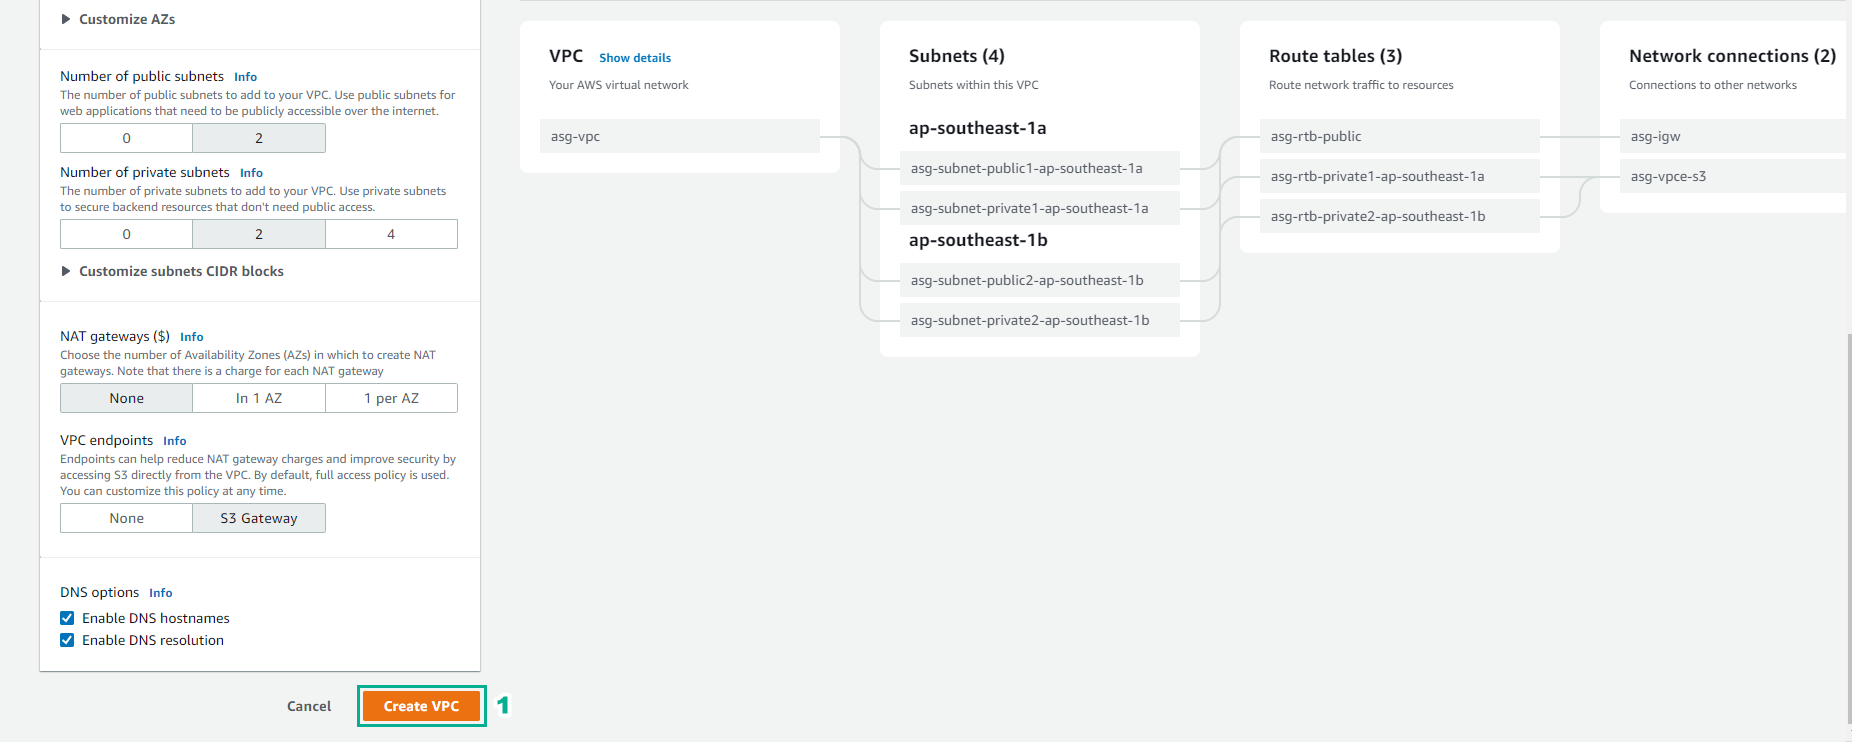 Customize AZs
Number of public subnets Info
The number of public subnets to add to your VPC. Use public subnets for
web applications that need to be publicly accessible over the internet.
0 2
Number of private subnets Info
The number of private subnets to add to your VPC. Use private subnets
to secure backend resources that don't need public access.
0 2 4
Customize subnets CIDR blocks
NAT gateways ($) Info
Choose the number of Availability Zones (AZs) in which to create NAT
gateways. Note that there is a charge for each NAT gateway
None In 1 AZ 1 per AZ
VPC endpoints Info
Endpoints can help reduce NAT gateway charges and improve security by
accessing S3 directly from the VPC. By default, full access policy is used.
You can customize this policy at any time.
None S3 Gateway
DNS options Info
Enable DNS hostnames
Enable DNS resolution
Cancel Create VPC 1
VPC Show details
Your AWS virtual network
asg-vpc
Subnets (4)
Subnets within this VPC
ap-southeast-1a
asg-subnet-public1-ap-southeast-1a
asg-subnet-private1-ap-southeast-1a
ap-southeast-1b
asg-subnet-public2-ap-southeast-1b
asg-subnet-private2-ap-southeast-1b
Route tables (3)
Route network traffic to resources
asg-rtb-public
asg-rtb-private1-ap-southeast-1a
asg-rtb-private2-ap-southeast-1b
Network connections (2)
Connections to other networks
asg-igw
asg-vpce-s3